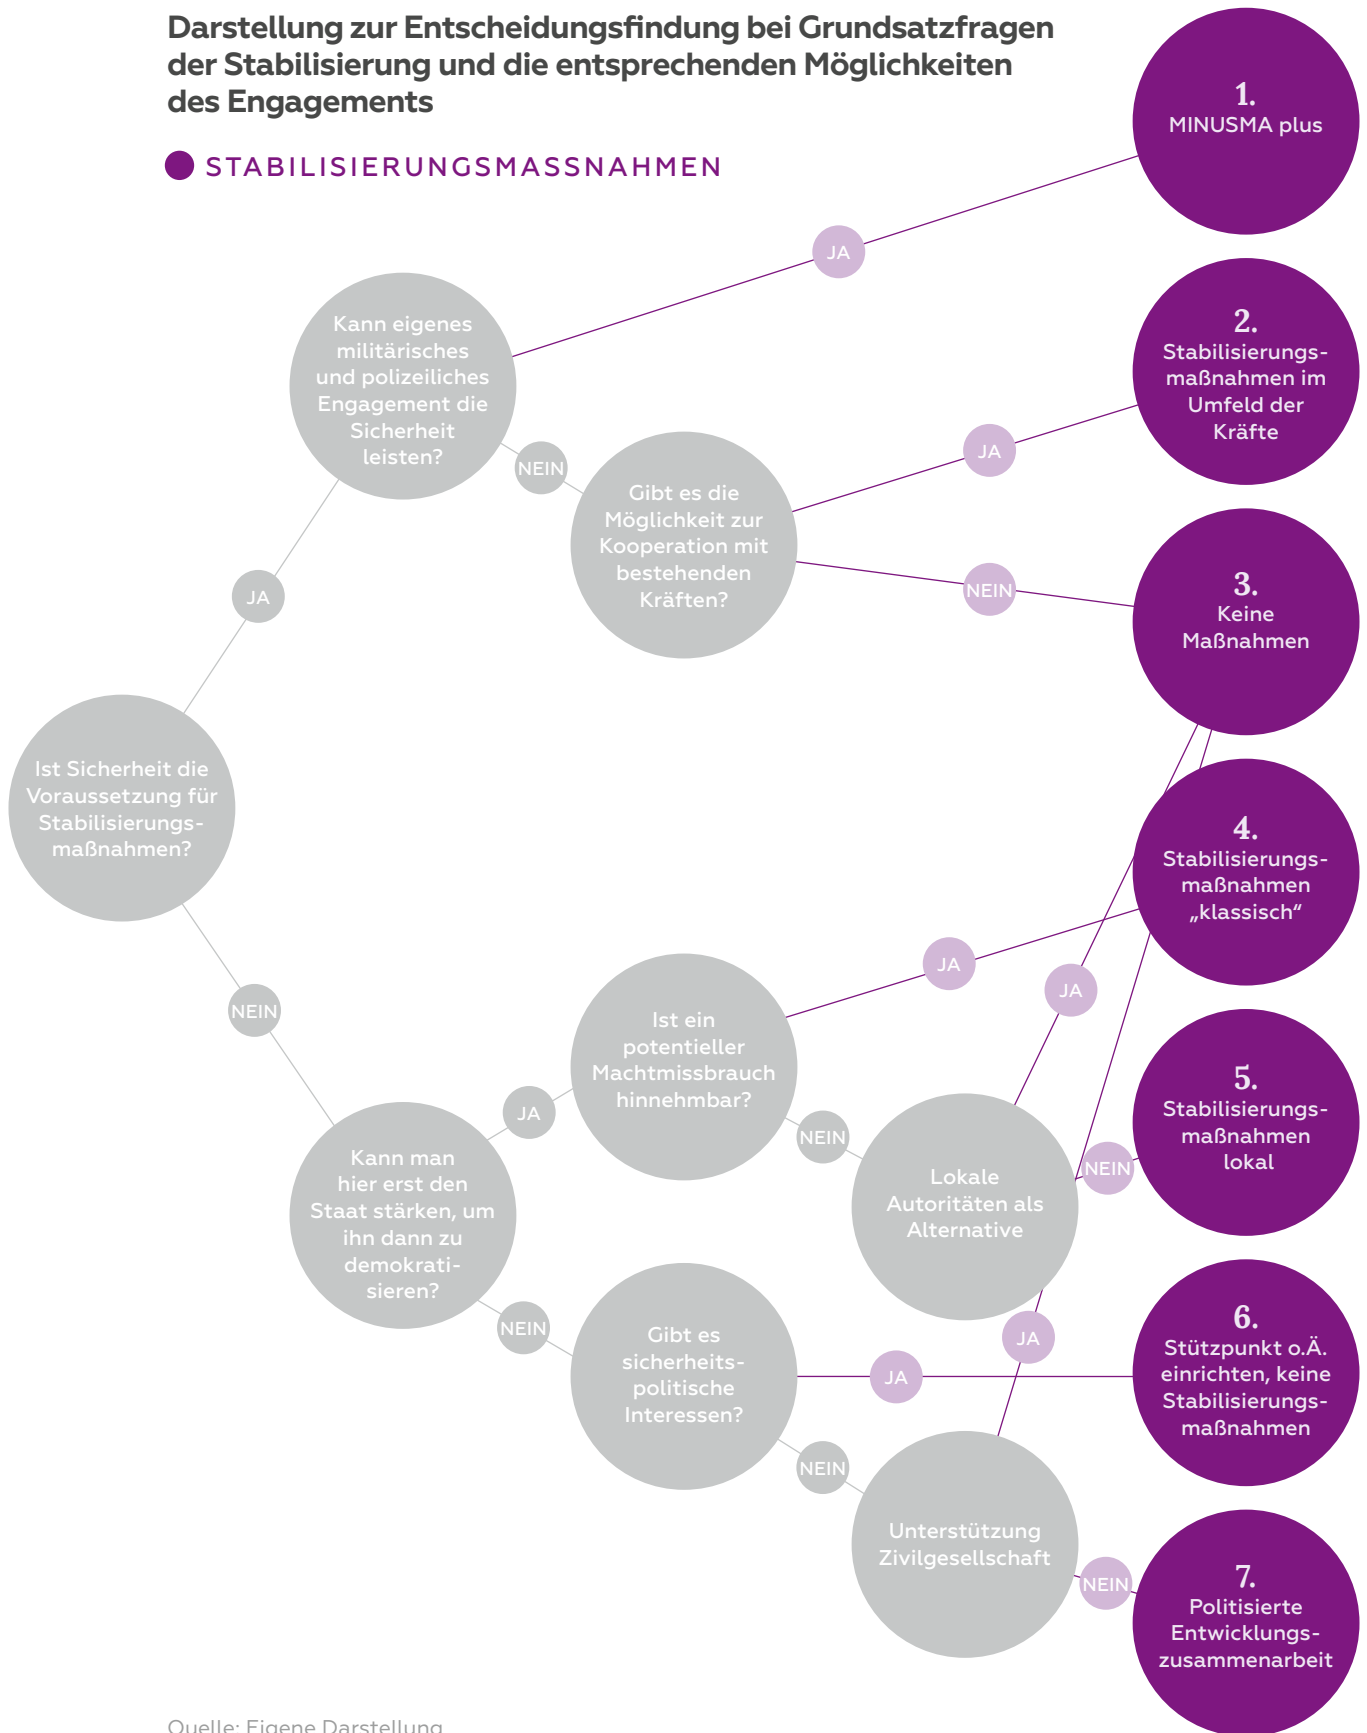 Darstellung zur Entscheidungsfindung bei Grundsatzfragen
der Stabilisierung und die entsprechenden Möglichkeiten
des Engagements
STABILISIERUNGSMASSNAHMEN
1.
MINUSMA plus
JA
Kann eigenes
militärisches
und polizeiliches
Engagement die
Sicherheit
leisten?
2.
Stabilisierungs-
maßnahmen im
Umfeld der
Kräfte
JA
NEIN
Gibt es die
Möglichkeit zur
Kooperation mit
bestehenden
Kräften?
NEIN
3.
Keine
Maßnahmen
JA
Ist Sicherheit die
Voraussetzung für
Stabilisierungs-
maßnahmen?
4.
Stabilisierungs-
maßnahmen
„klassisch“
JA
JA
NEIN
Ist ein
potentieller
Machtmissbrauch
hinnehmbar?
5.
Stabilisierungs-
maßnahmen
lokal
JA
NEIN
NEIN
Kann man
hier erst den
Staat stärken, um
ihn dann zu
demokrati-
sieren?
Lokale
Autoritäten als
Alternative
NEIN
JA
Gibt es
sicherheits-
politische
Interessen?
JA
6.
Stützpunkt o.Ä.
einrichten, keine
Stabilisierungs-
maßnahmen
NEIN
Unterstützung
Zivilgesellschaft
NEIN
7.
Politisierte
Entwicklungs-
zusammenarbeit
Quelle: Eigene Darstellung